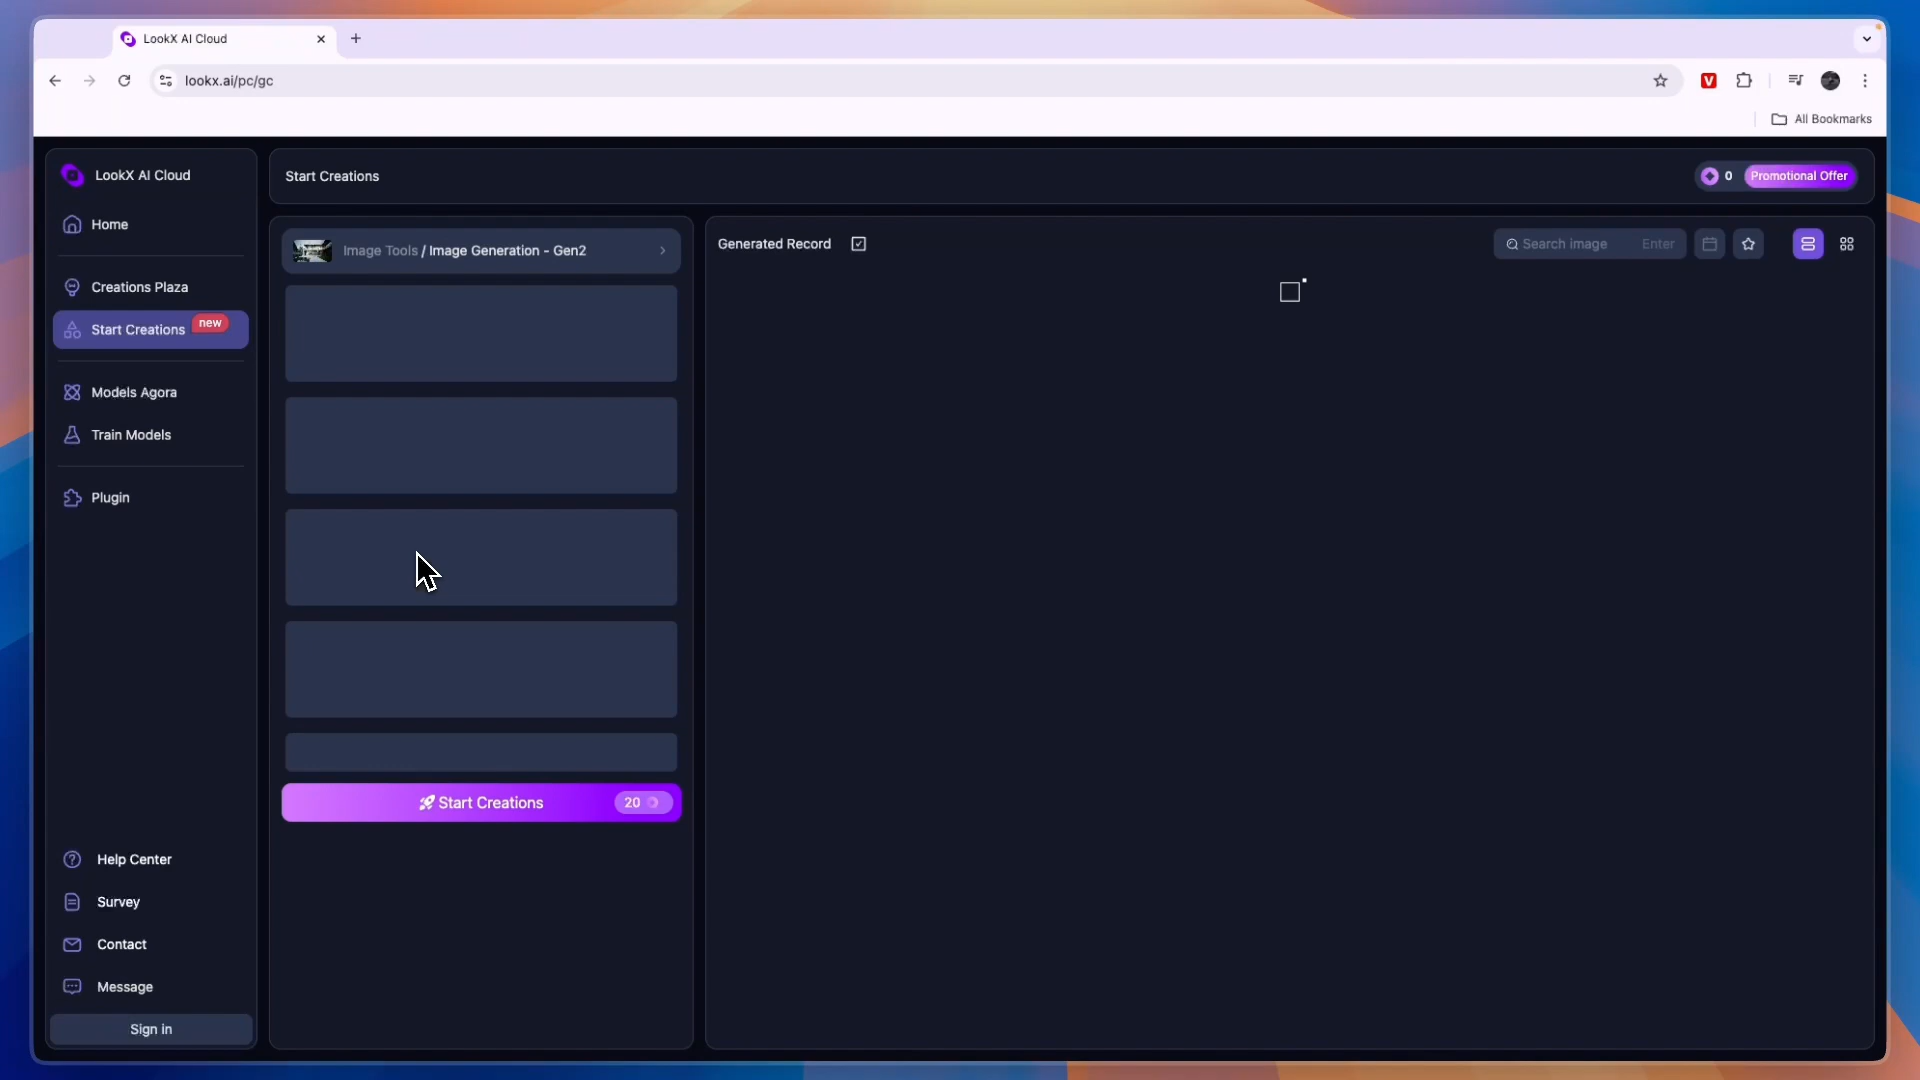 LookX AI Cloud
lookx.ai/pc/gc
V
All Bookmarks
LookX AI Cloud
Home
Creations Plaza
Start Creations
new
Models Agora
Train Models
Plugin
Help Center
Survey
Contact
Message
Sign in
Start Creations
0
Promotional Offer
Image Tools / Image Generation - Gen2
Start Creations
20
Generated Record
Search image
Enter